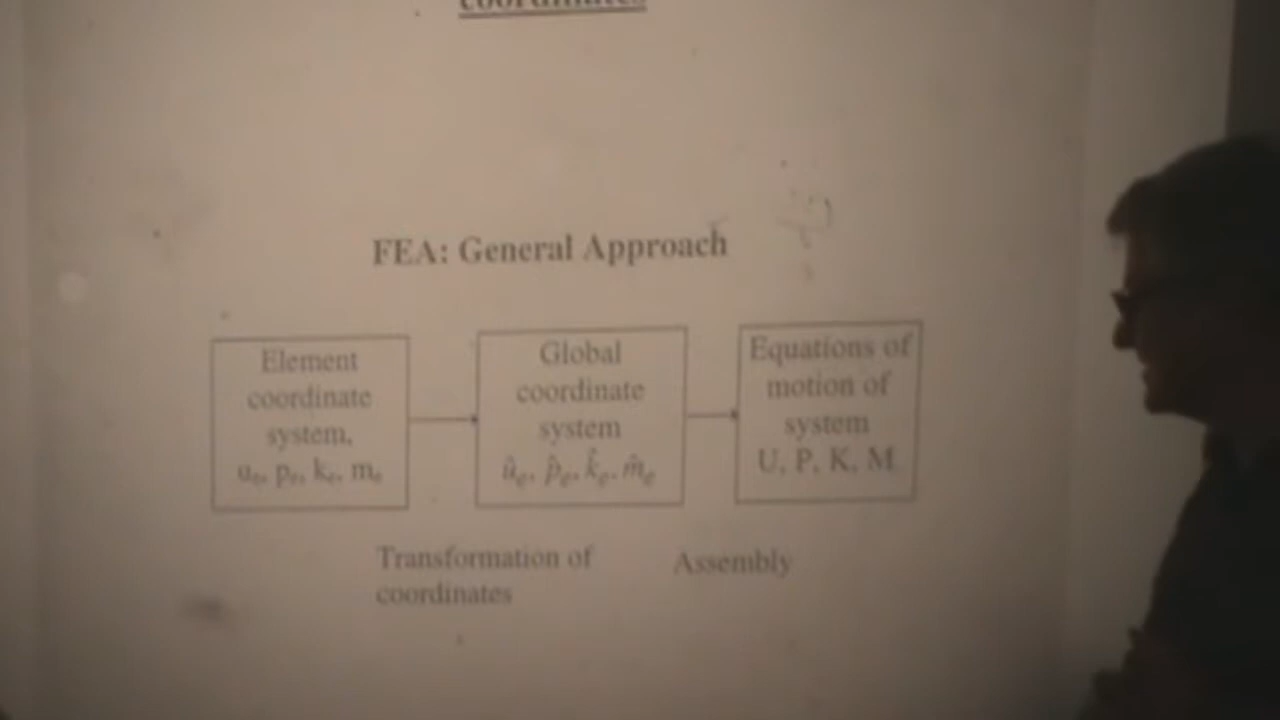 coordinates
FEA: General Approach
Element
coordinate
system,
uₑ, pₑ, kₑ, mₑ
Global
coordinate
system
ûₑ, p̂ₑ, k̂ₑ, m̂ₑ
Equations of
motion of
system
U, P, K, M
Transformation of
coordinates
Assembly